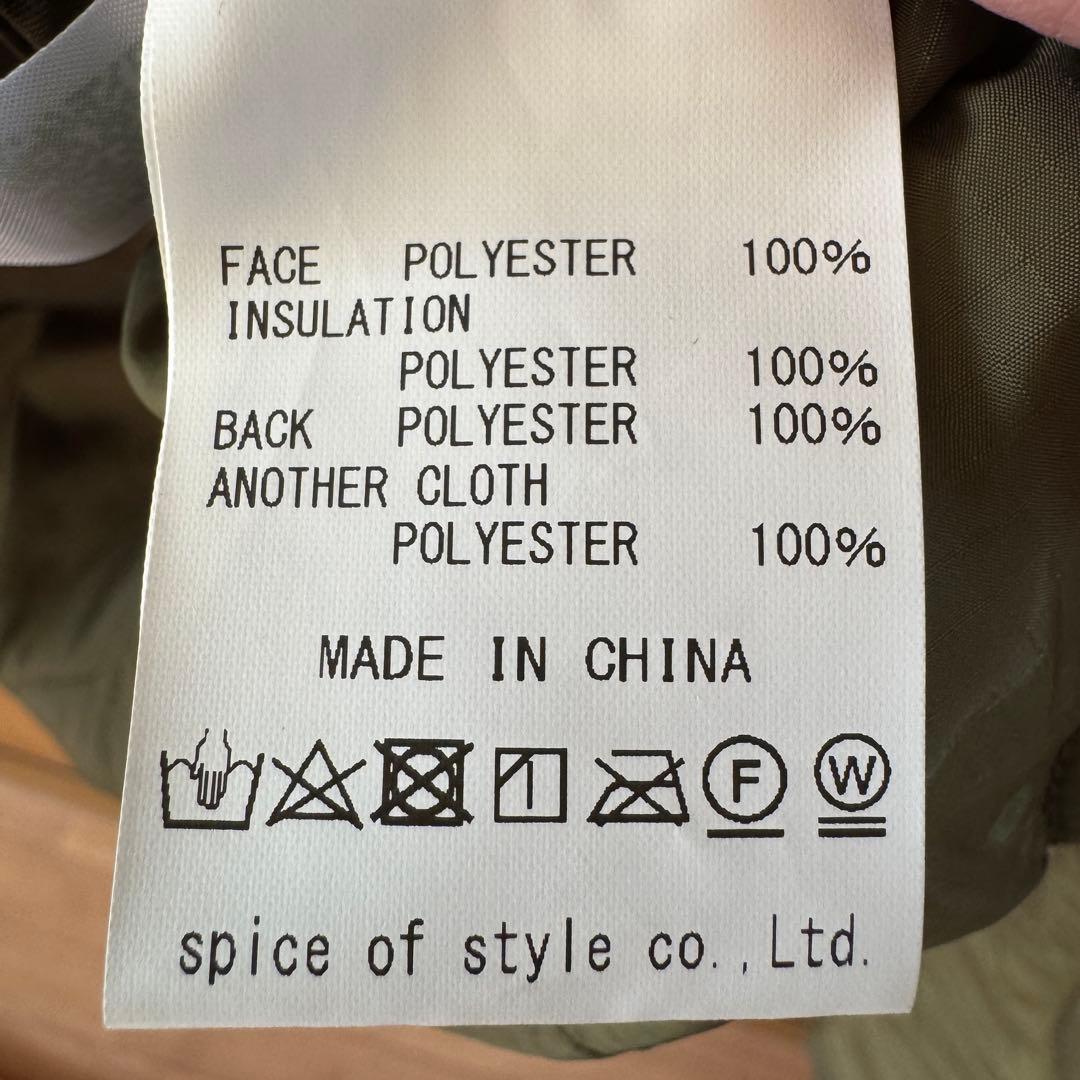 FACE POLYESTER 100%
INSULATION
POLYESTER 100%
BACK POLYESTER 100%
ANOTHER CLOTH
POLYESTER 100%
MADE IN CHINA
F W
spice of style co.,Ltd.